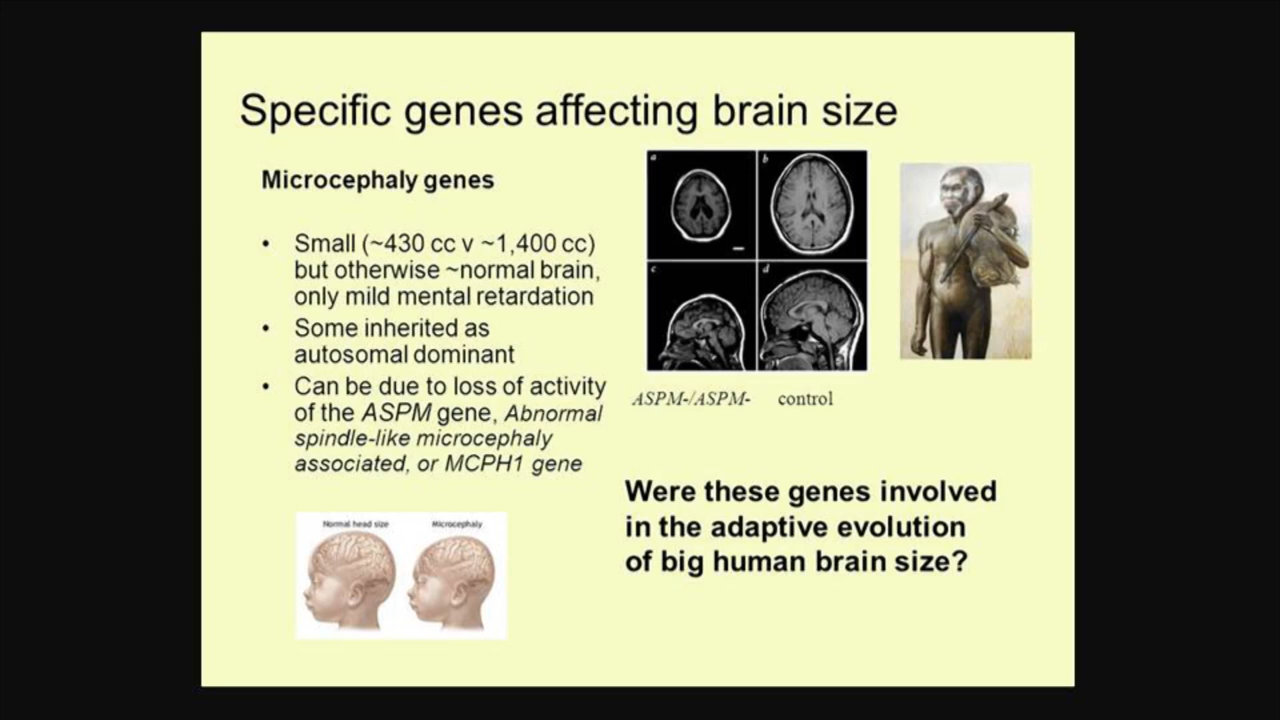 Specific genes affecting brain size
Microcephaly genes
• Small (~430 cc v ~1,400 cc)
but otherwise ~normal brain,
only mild mental retardation
• Some inherited as
autosomal dominant
• Can be due to loss of activity
of the ASPM gene, Abnormal
spindle-like microcephaly
associated, or MCPH1 gene
a b
c d
ASPM-/ASPM- control
Were these genes involved
in the adaptive evolution
of big human brain size?
Normal head size Microcephaly